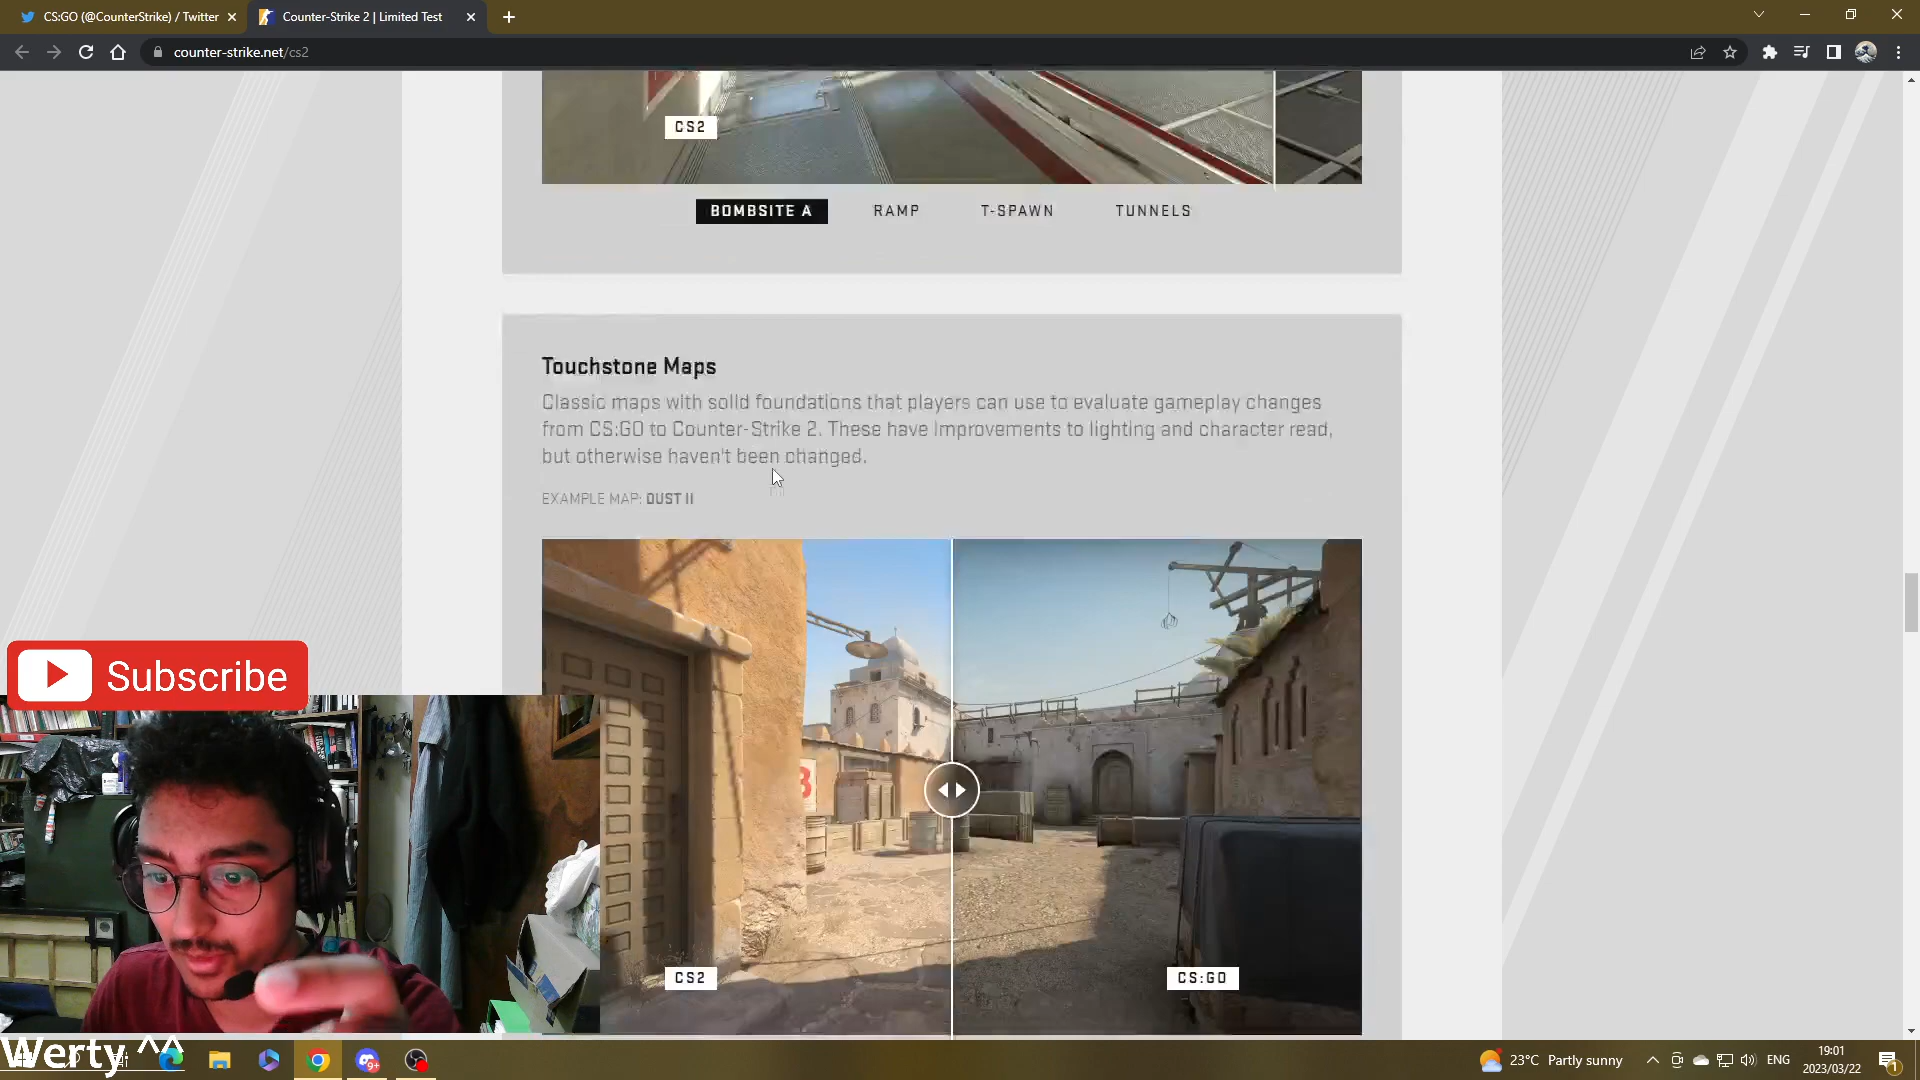 CS:GO (@CounterStrike) / Twitter
Counter-Strike 2 | Limited Test
counter-strike.net/cs2
CS2
BOMBSITE A
RAMP
T-SPAWN
TUNNELS
Touchstone Maps
Classic maps with solid foundations that players can use to evaluate gameplay changes
from CS:GO to Counter-Strike 2. These have improvements to lighting and character read,
but otherwise haven't been changed.
EXAMPLE MAP: DUST II
Subscribe
CS2
CS:GO
Werty ^^
9+
23°C Partly sunny
ENG
19:01
2023/03/22
1